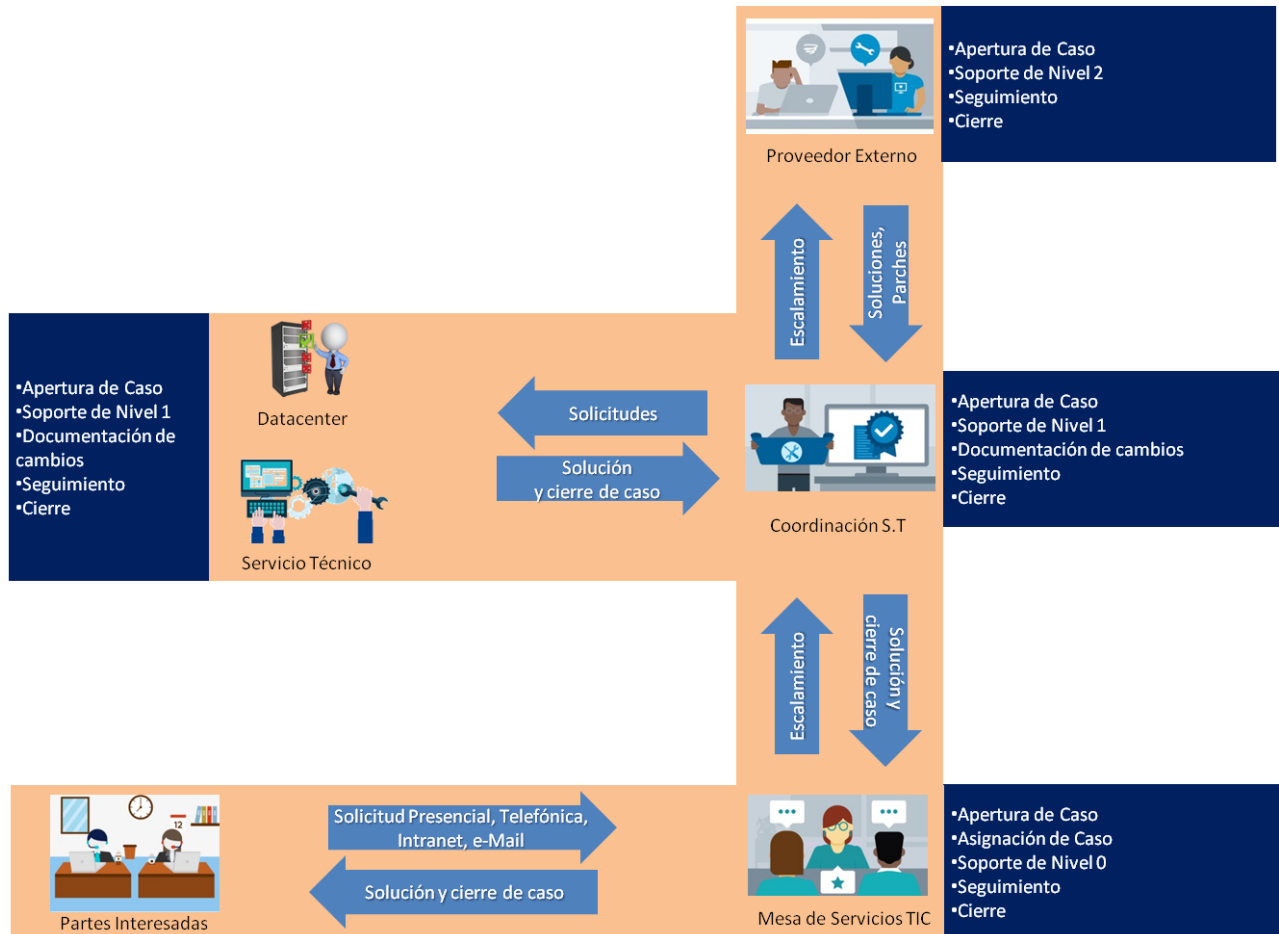 •Apertura de Caso
•Soporte de Nivel 2
•Seguimiento
•Cierre
Proveedor Externo
Escalamiento
Soluciones,
Parches
•Apertura de Caso
•Soporte de Nivel 1
•Documentación de
cambios
•Seguimiento
•Cierre
Datacenter
Servicio Técnico
Solicitudes
Solución
y cierre de caso
Coordinación S.T
•Apertura de Caso
•Soporte de Nivel 1
•Documentación de cambios
•Seguimiento
•Cierre
Escalamiento
Solución y
cierre de caso
12
Partes Interesadas
Solicitud Presencial, Telefónica,
Intranet, e-Mail
Solución y cierre de caso
Mesa de Servicios TIC
•Apertura de Caso
•Asignación de Caso
•Soporte de Nivel 0
•Seguimiento
•Cierre